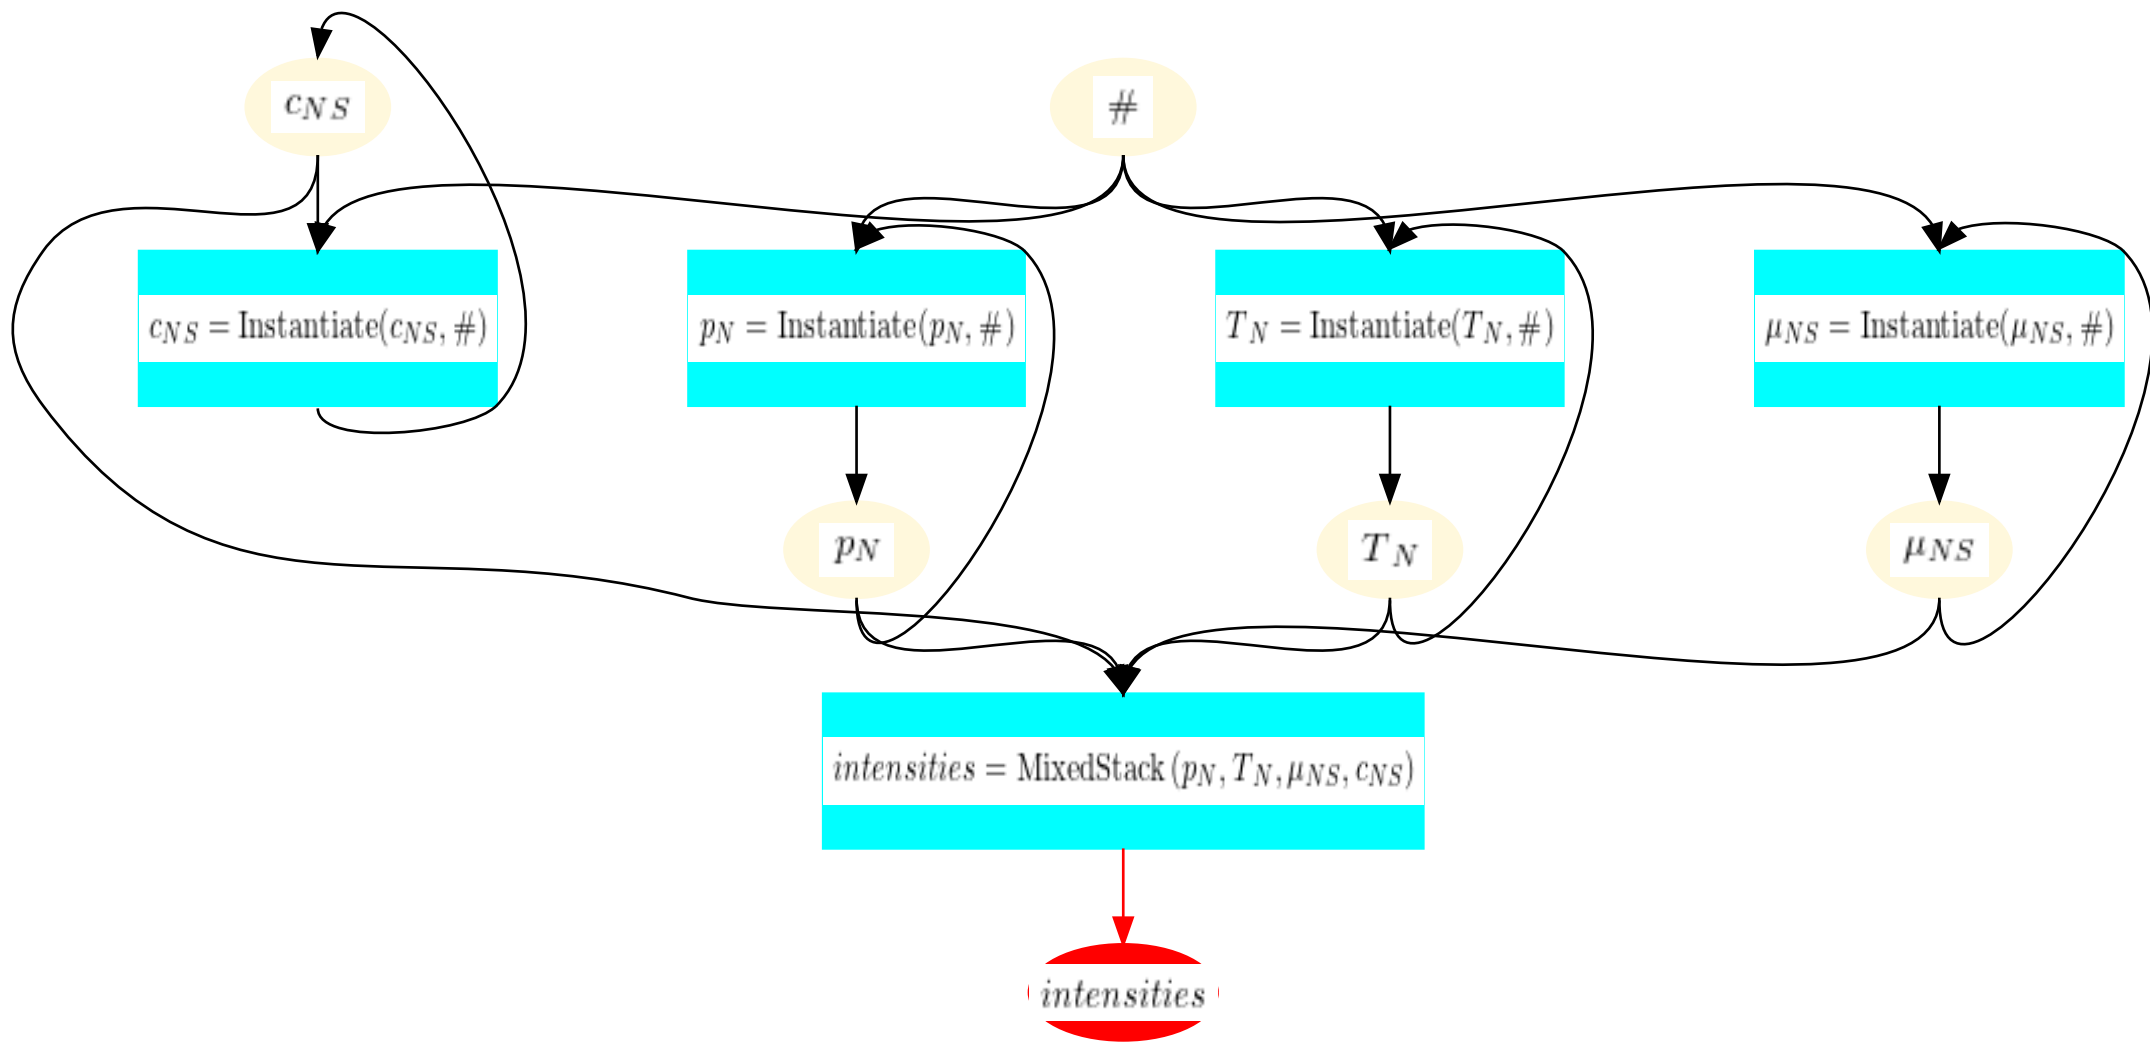 c_{NS}
#
c_{NS} = Instantiate(c_{NS}, #)
p_N = Instantiate(p_N, #)
T_N = Instantiate(T_N, #)
μ_{NS} = Instantiate(μ_{NS}, #)
p_N
T_N
μ_{NS}
intensities = MixedStack(p_N, T_N, μ_{NS}, c_{NS})
intensities